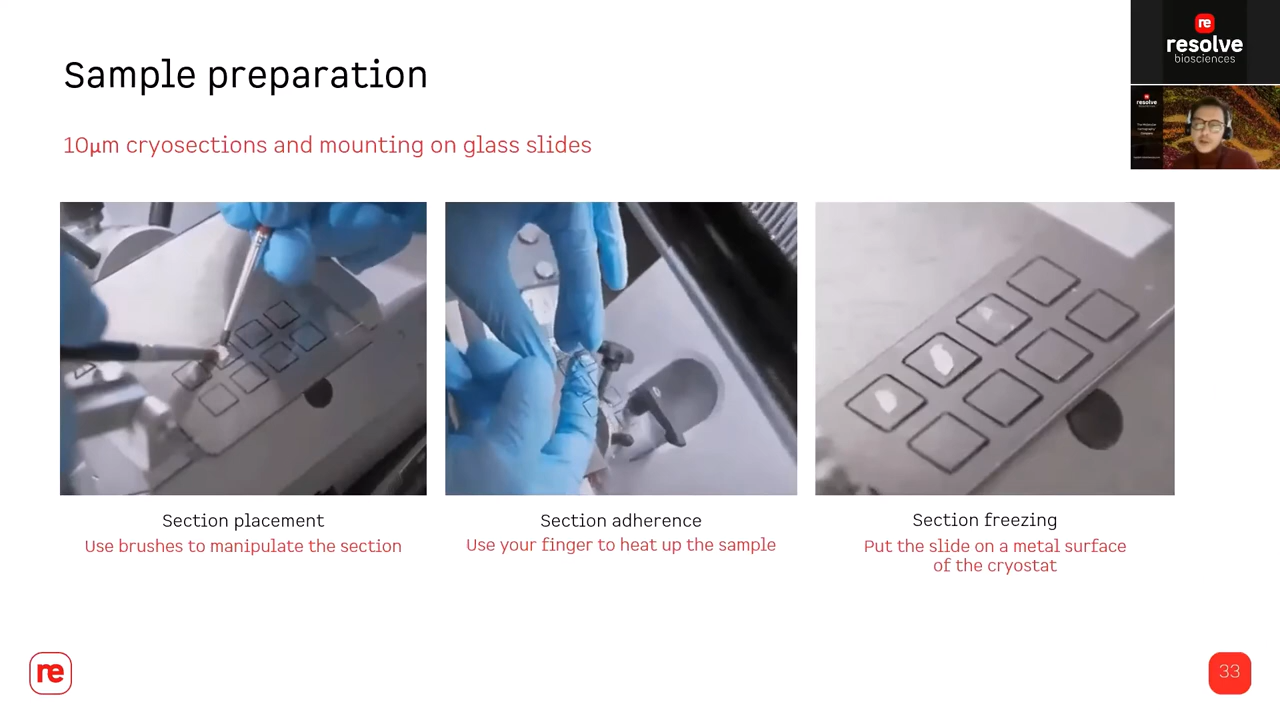 Sample preparation
re
resolve
biosciences
resolve
10µm cryosections and mounting on glass slides
Section placement
Use brushes to manipulate the section
Section adherence
Use your finger to heat up the sample
Section freezing
Put the slide on a metal surface
of the cryostat
re
33